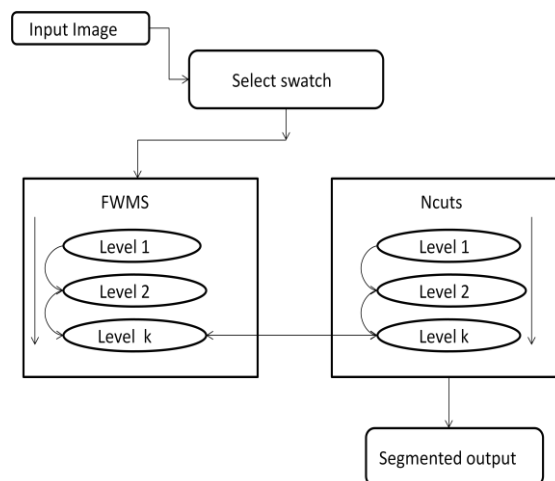 Input Image
Select swatch
FWMS
Level 1
Level 2
Level k
Ncuts
Level 1
Level 2
Level k
Segmented output